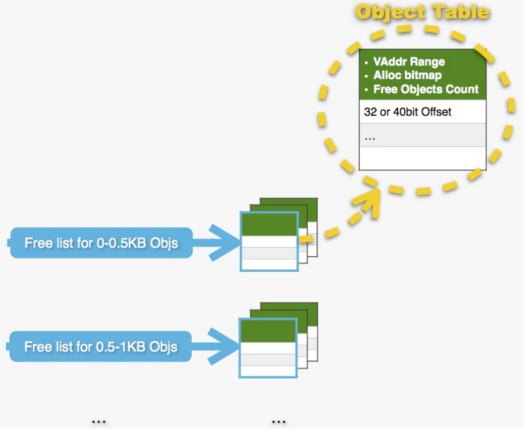 Object Table
• VAddr Range
• Alloc bitmap
• Free Objects Count
32 or 40bit Offset
...
Free list for 0-0.5KB Objs
Free list for 0.5-1KB Objs
... ...